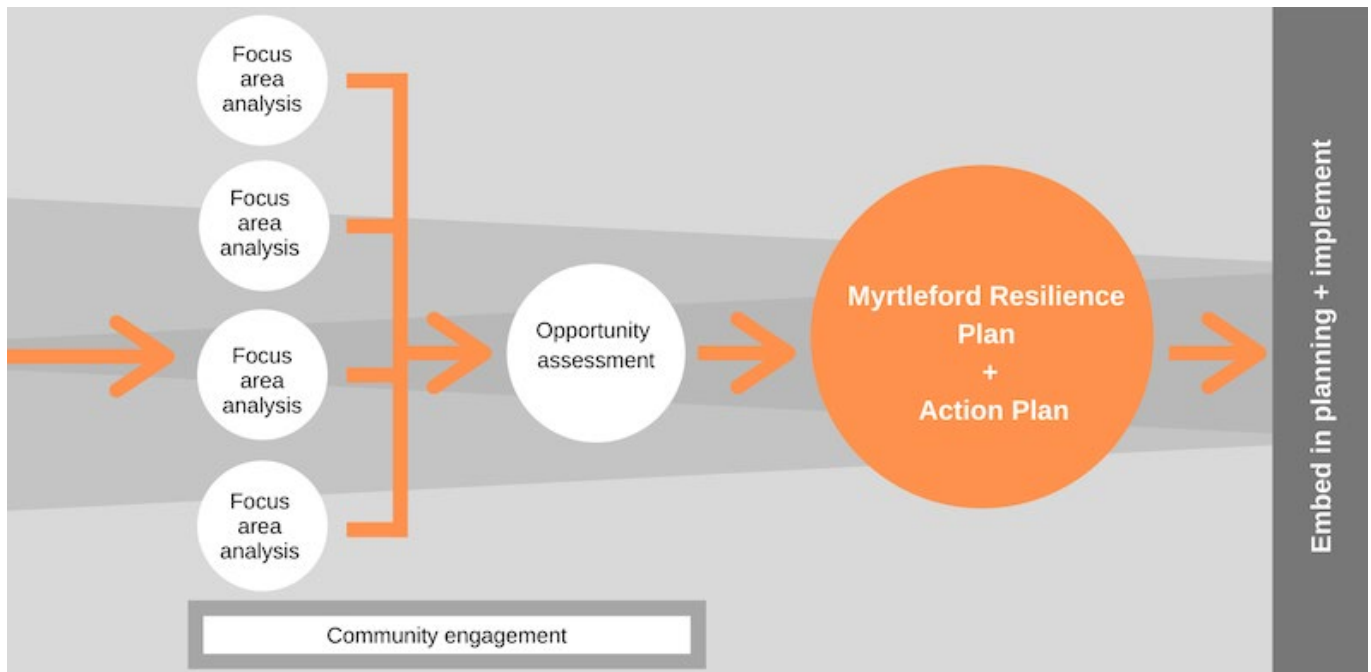 Focus
area
analysis
Focus
area
analysis
Focus
area
analysis
Focus
area
analysis
Opportunity
assessment
Myrtleford Resilience
Plan
+
Action Plan
Embed in planning + implement
Community engagement